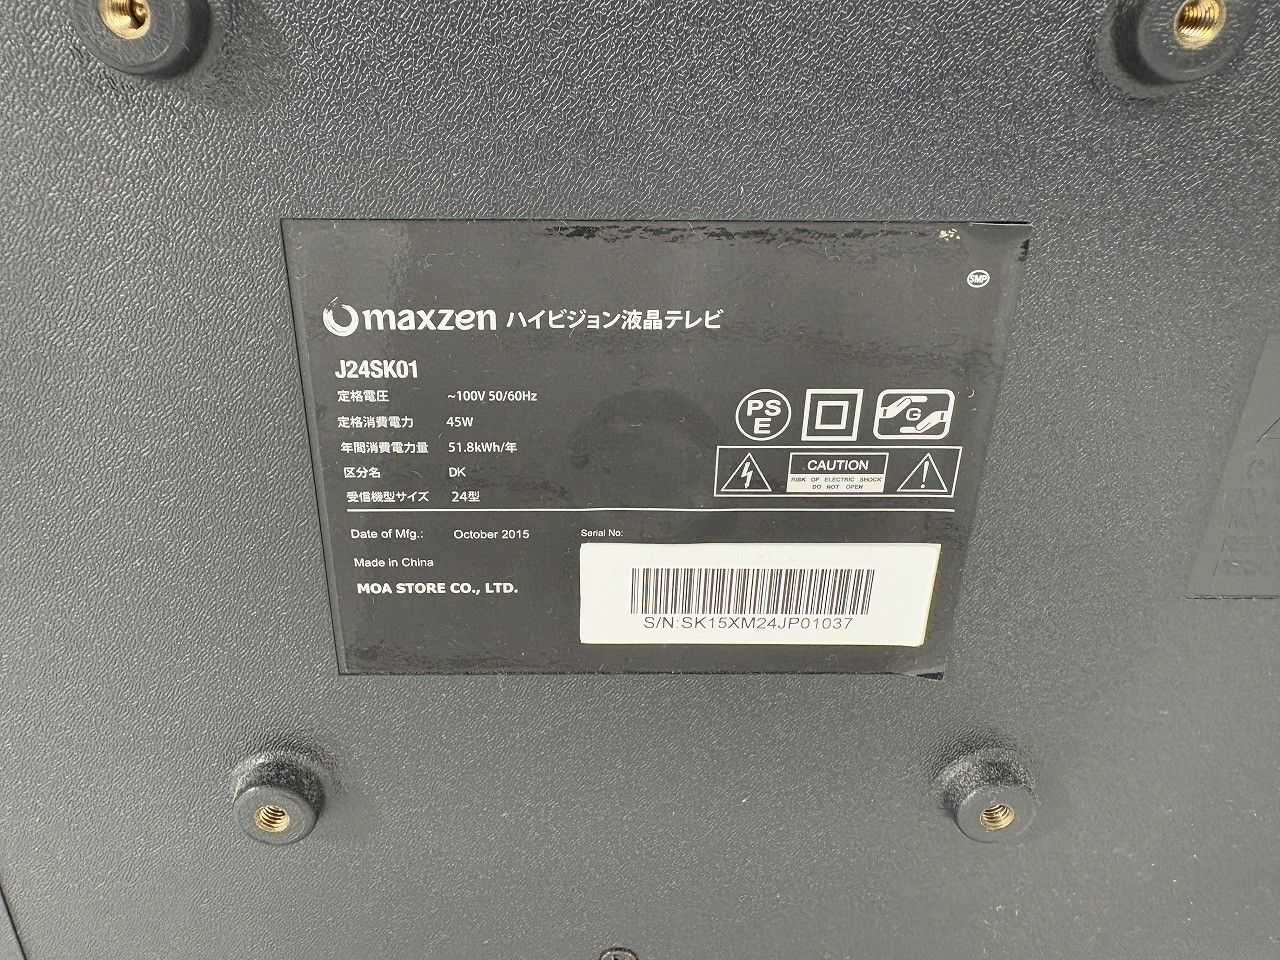 SMP
maxzen ハイビジョン液晶テレビ
J24SK01
定格電圧 ~100V 50/60Hz
定格消費電力 45W
年間消費電力量 51.8kWh/年
区分名 DK
受信機型サイズ 24型
PS
E
G
CAUTION
RISK OF ELECTRIC SHOCK
DO NOT OPEN
Date of Mfg.: October 2015
Serial No:
Made in China
MOA STORE CO., LTD.
S/N:SK15XM24JP01037